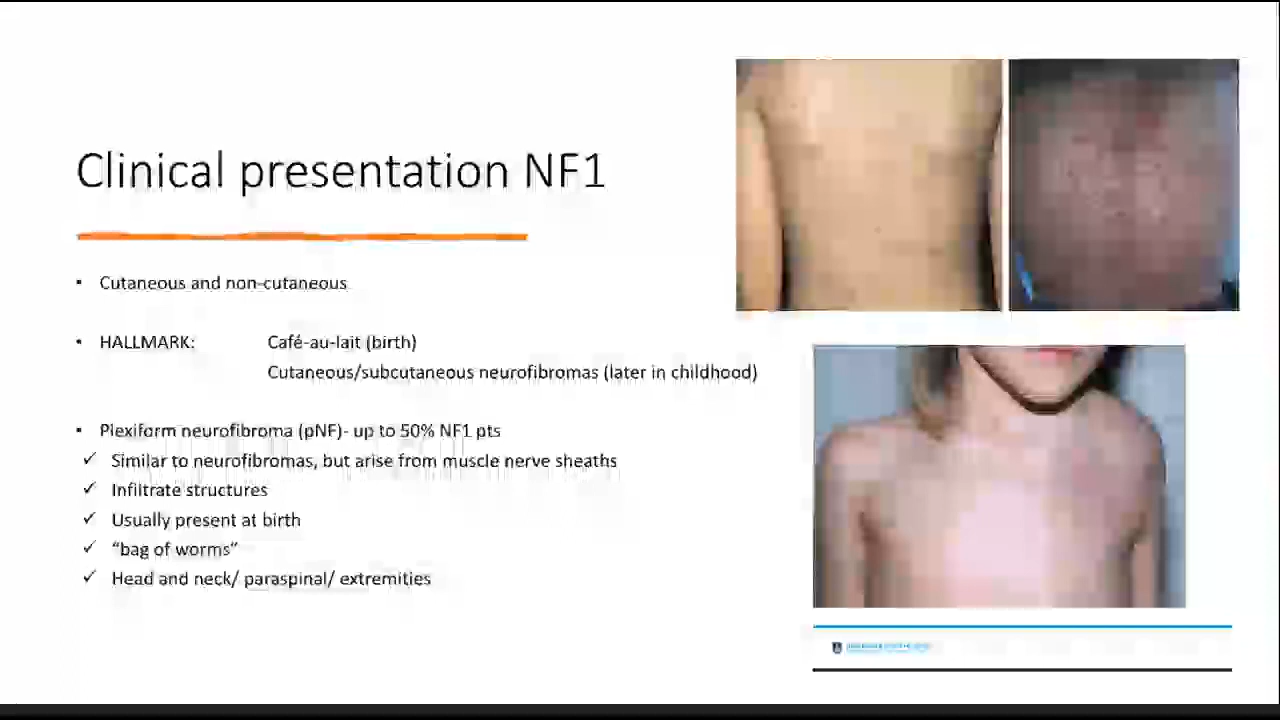 Clinical presentation NF1
▪ Cutaneous and non-cutaneous
▪ HALLMARK: Café-au-lait (birth)
Cutaneous/subcutaneous neurofibromas (later in childhood)
▪ Plexiform neurofibroma (pNF)- up to 50% NF1 pts
✓ Similar to neurofibromas, but arise from muscle nerve sheaths
✓ Infiltrate structures
✓ Usually present at birth
✓ “bag of worms”
✓ Head and neck/ paraspinal/ extremities